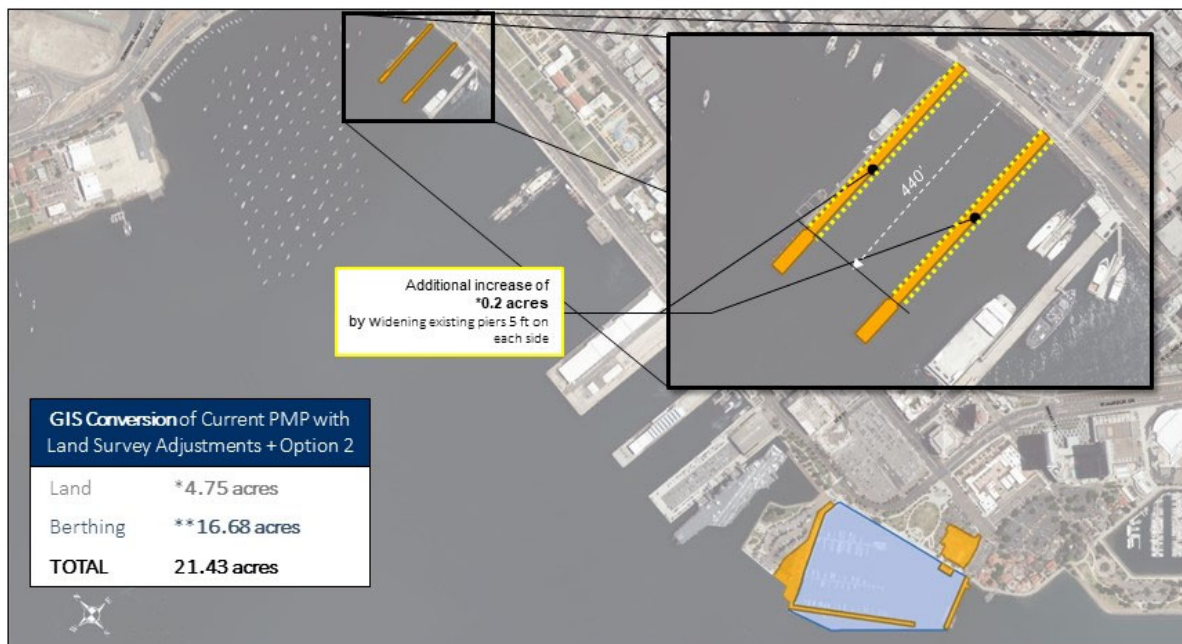 440'
Additional increase of
*0.2 acres
by Widening existing piers 5 ft on
each side
GIS Conversion of Current PMP with
Land Survey Adjustments + Option 2
Land *4.75 acres
Berthing **16.68 acres
TOTAL 21.43 acres